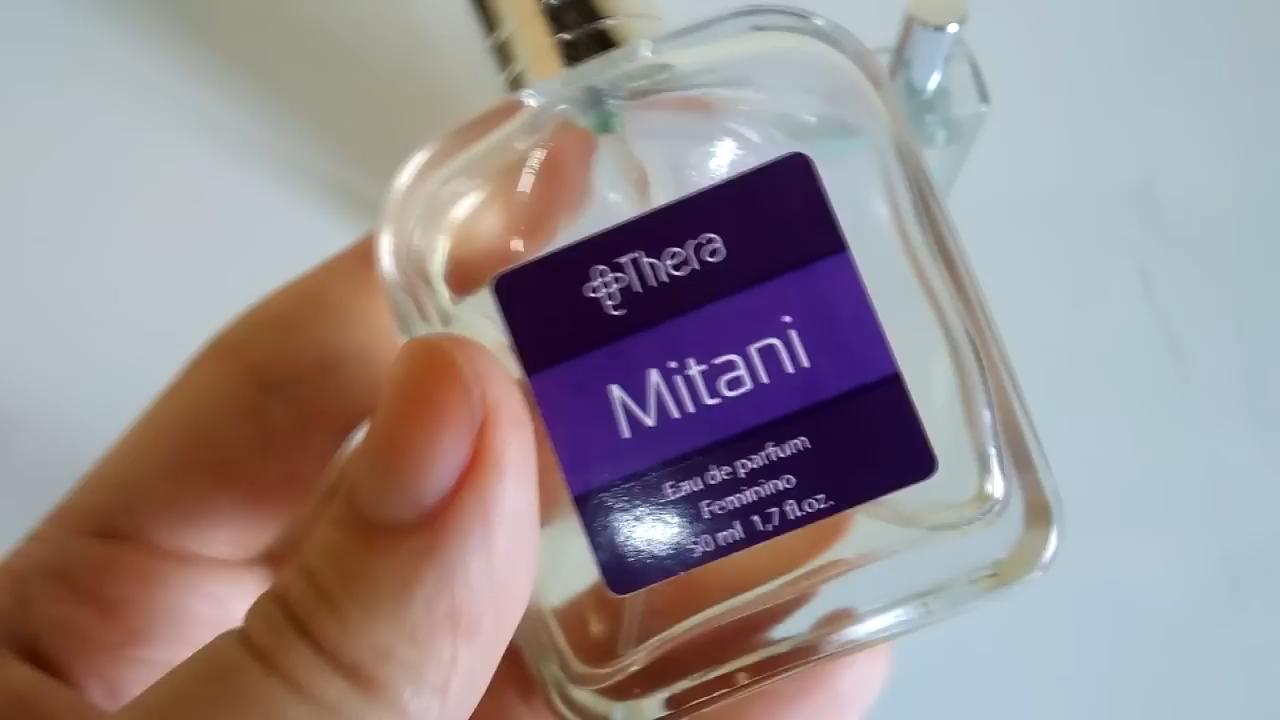 Thera
Mitani
Eau de parfum
Feminino
50 ml 1,7 fl.oz.